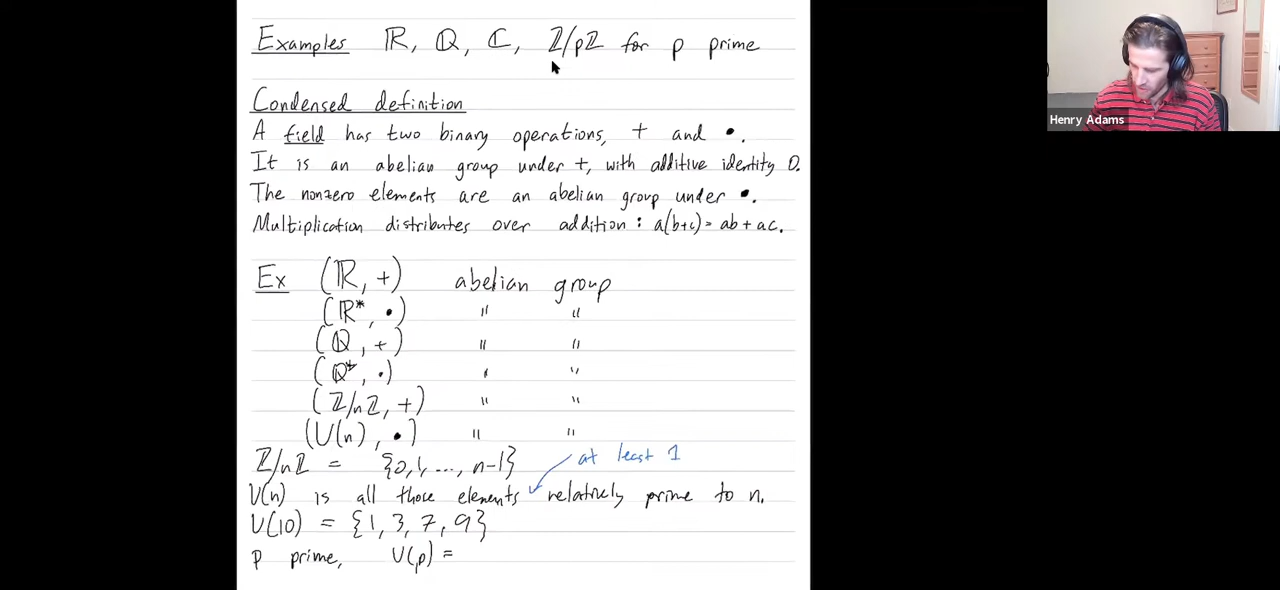 Examples ℝ, ℚ, ℂ, ℤ/pℤ for p prime
Henry Adams
Condensed definition
A field has two binary operations, + and •.
It is an abelian group under +, with additive identity 0.
The nonzero elements are an abelian group under •.
Multiplication distributes over addition : a(b+c) = ab + ac.
Ex (ℝ, +) abelian group
(ℝ*, •) " "
(ℚ, +) " "
(ℚ*, •) " "
(ℤ/nℤ, +) " "
(U(n), •) " "
ℤ/nℤ = {0, 1, ..., n-1}
at least 1
U(n) is all those elements relatively prime to n.
U(10) = {1, 3, 7, 9}
p prime, U(p) =